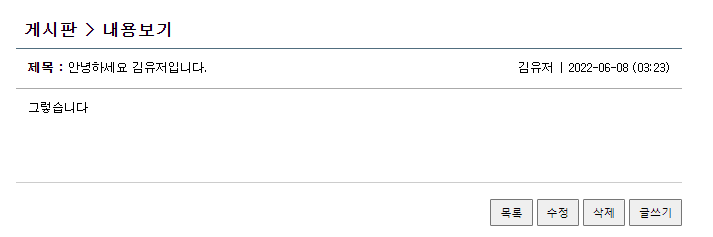 게시판 > 내용보기
제목 : 안녕하세요 김유저입니다. 김유저 | 2022-06-08 (03:23)
그렇습니다
목록 수정 삭제 글쓰기